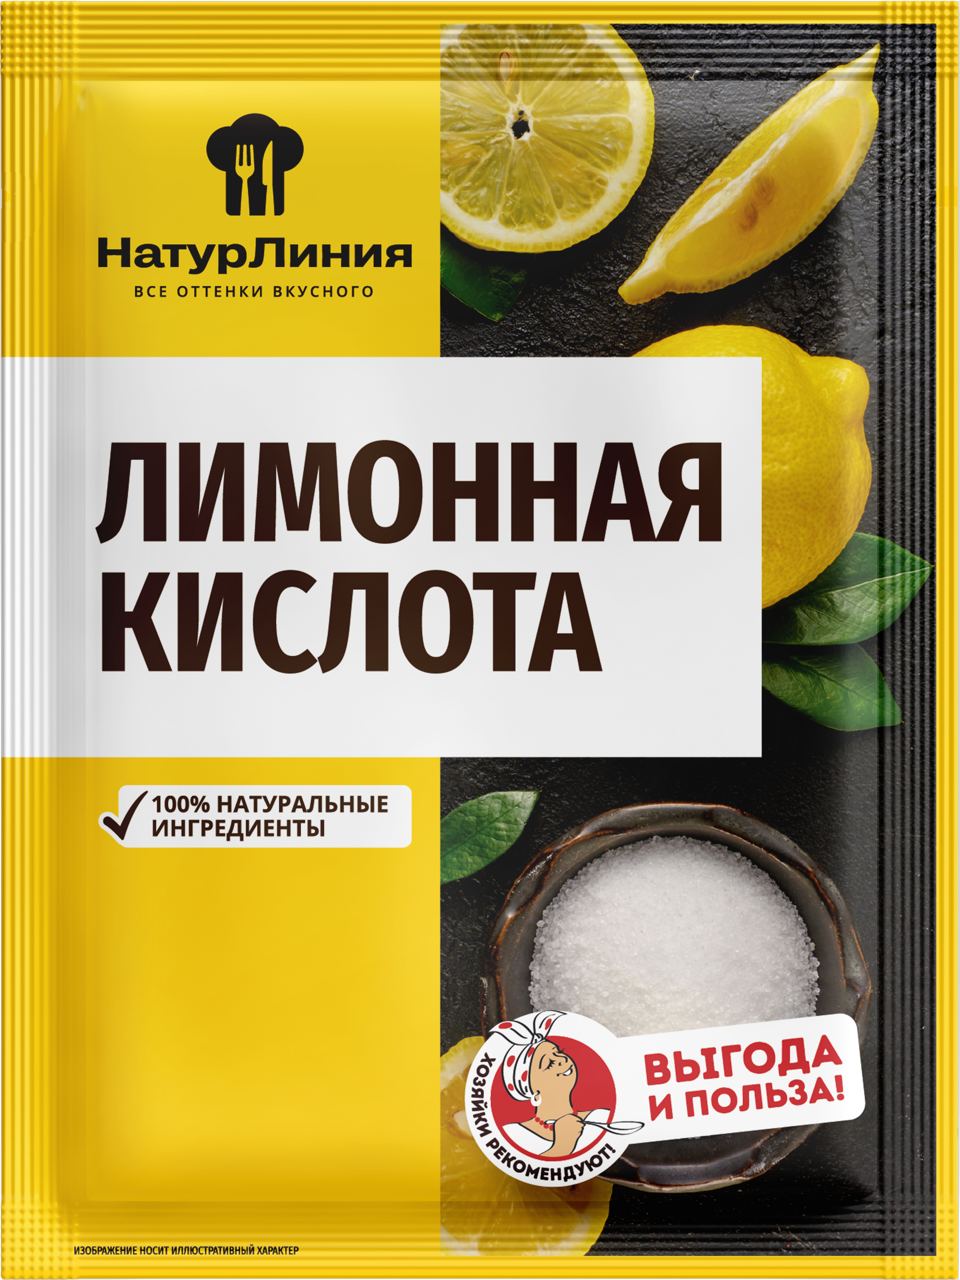 НатурЛиния
ВСЕ ОТТЕНКИ ВКУСНОГО
ЛИМОННАЯ
КИСЛОТА
100% НАТУРАЛЬНЫЕ
ИНГРЕДИЕНТЫ
ХОЗЯЙКИ РЕКОМЕНДУЮТ!
ВЫГОДА
И ПОЛЬЗА!
ИЗОБРАЖЕНИЕ НОСИТ ИЛЛЮСТРАТИВНЫЙ ХАРАКТЕР